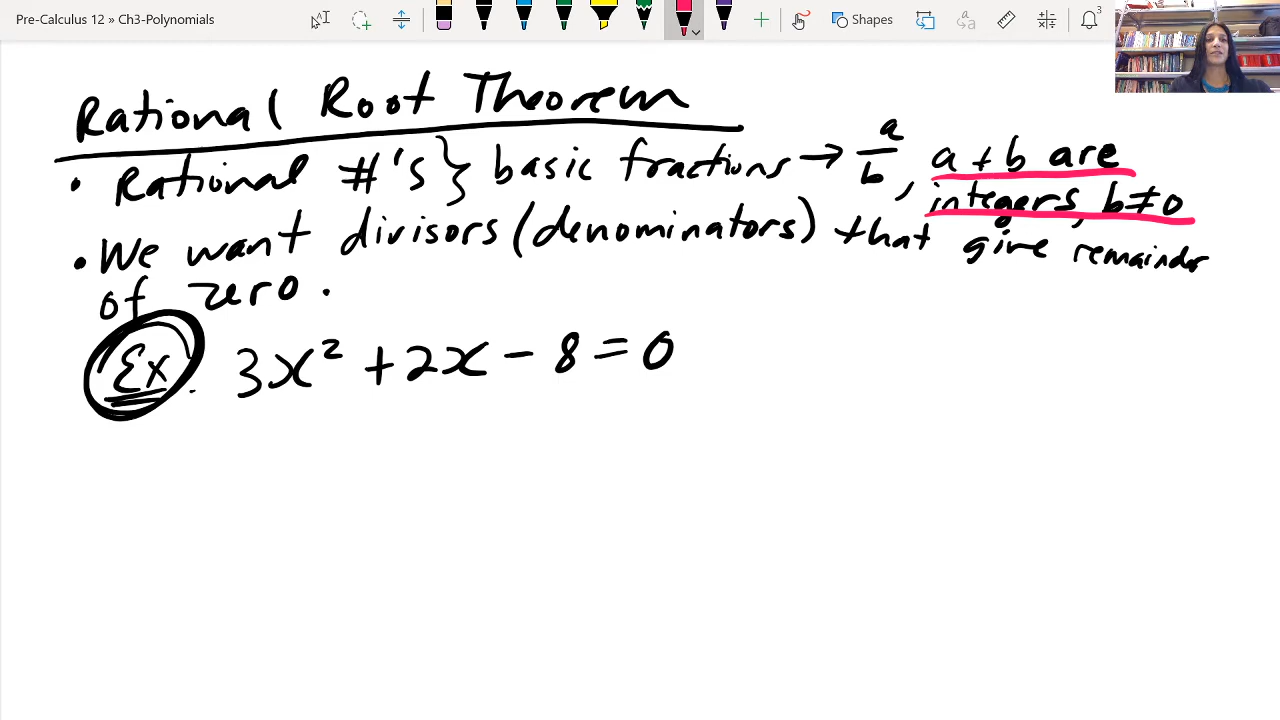 Pre-Calculus 12 » Ch3-Polynomials
Shapes
3
Rational Root Theorem
• Rational #'s } basic fractions → a/b, a + b are
integers, b ≠ 0
• We want divisors (denominators) that give remainder
of zero.
Ex. 3x² + 2x - 8 = 0